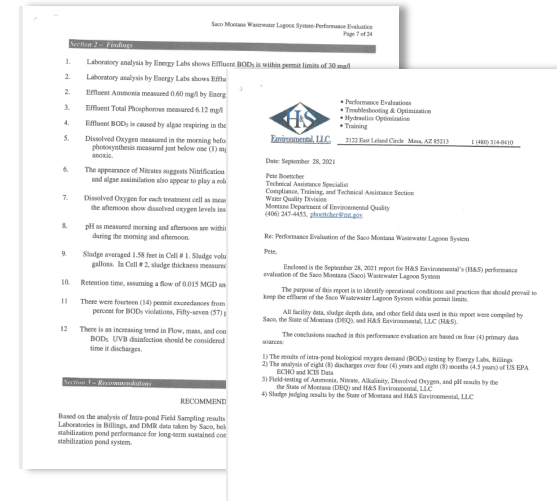 Saco Montana Wastewater Lagoon System-Performance Evaluation
Page 7 of 24
Section 2 – Findings
1. Laboratory analysis by Energy Labs shows Effluent BOD5 is within permit limits of 30 mg/l
2. Laboratory analysis by Energy Labs shows Efflu
2. Effluent Ammonia measured 0.60 mg/l by Energ
3. Effluent Total Phosphorous measured 6.12 mg/l
4. Effluent BOD5 is caused by algae respiring in the
5. Dissolved Oxygen measured in the morning befo
photosynthesis measured just below one (1) mg
anoxic.
6. The appearance of Nitrates suggests Nitrification
and algae assimilation also appear to play a rol
7. Dissolved Oxygen for each treatment cell as meas
the afternoon show dissolved oxygen levels ins
8. pH as measured morning and afternoon are within
during the morning and afternoon.
9. Sludge averaged 1.58 feet in Cell # 1. Sludge volu
gallons. In Cell # 2, sludge thickness measured
10. Retention time, assuming a flow of 0.015 MGD an
11 There were fourteen (14) permit exceedances from
percent for BOD5 violations, Fifty-seven (57) p
12 There is an increasing trend in Flow, mass, and con
BOD5. UVB disinfection should be considered
time it discharges.
Section 3 – Recommendations
RECOMMEND
Based on the analysis of Intra-pond Field Sampling results
Laboratories in Billings, and DMR data taken by Saco, bel
stabilization pond performance for long-term sustained con
stabilization pond system.
H&S
Environmental, LLC.
• Performance Evaluations
• Troubleshooting & Optimization
• Hydraulics Optimization
• Training
2122 East Leland Circle Mesa, AZ 85213 1 (480) 314-8410
Date: September 28, 2021
Pete Boettcher
Technical Assistance Specialist
Compliance, Training, and Technical Assistance Section
Water Quality Division
Montana Department of Environmental Quality
(406) 247-4453, pboettcher@mt.gov
Re: Performance Evaluation of the Saco Montana Wastewater Lagoon System
Pete,
Enclosed is the September 28, 2021 report for H&S Environmental's (H&S) performance
evaluation of the Saco Montana (Saco) Wastewater Lagoon System
The purpose of this report is to identify operational conditions and practices that should prevail to
keep the effluent of the Saco Wastewater Lagoon System within permit limits.
All facility data, sludge depth data, and other field data used in this report were compiled by
Saco, the State of Montana (DEQ), and H&S Environmental, LLC (H&S).
The conclusions reached in this performance evaluation are based on four (4) primary data
sources:
1) The results of intra-pond biological oxygen demand (BOD5) testing by Energy Labs, Billings
2) The analysis of eight (8) discharges over four (4) years and eight (8) months (4.5 years) of US EPA
ECHO and ICIS Data
3) Field-testing of Ammonia, Nitrate, Alkalinity, Dissolved Oxygen, and pH results by the
the State of Montana (DEQ) and H&S Environmental, LLC
4) Sludge judging results by the State of Montana and H&S Environmental, LLC